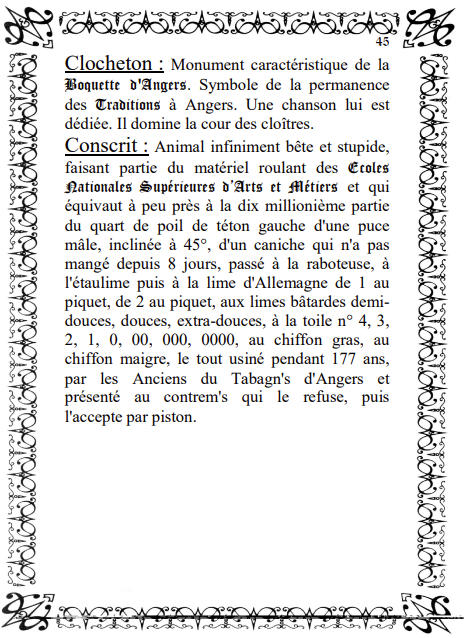 45
Clocheton : Monument caractéristique de la
Boquette d'Angers. Symbole de la permanence
des Traditions à Angers. Une chanson lui est
dédiée. Il domine la cour des cloîtres.
Conscrit : Animal infiniment bête et stupide,
faisant partie du matériel roulant des Ecoles
Nationales Supérieures d'Arts et Métiers et qui
équivaut à peu près à la dix millionième partie
du quart de poil de téton gauche d'une puce
mâle, inclinée à 45°, d'un caniche qui n'a pas
mangé depuis 8 jours, passé à la raboteuse, à
l'étaulime puis à la lime d'Allemagne de 1 au
piquet, de 2 au piquet, aux limes bâtardes demi-
douces, douces, extra-douces, à la toile n° 4, 3,
2, 1, 0, 00, 000, 0000, au chiffon gras, au
chiffon maigre, le tout usiné pendant 177 ans,
par les Anciens du Tabagn's d'Angers et
présenté au contrem's qui le refuse, puis
l'accepte par piston.